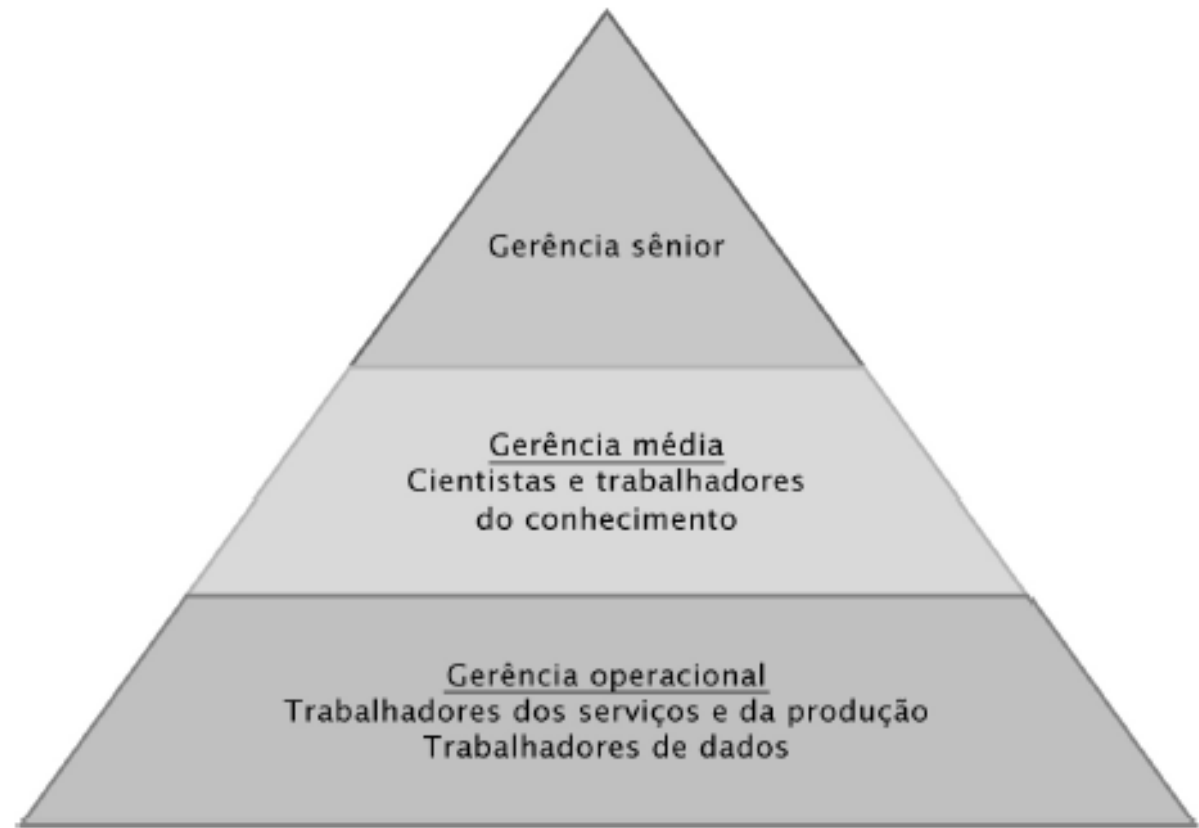 Gerência sênior
Gerência média
Cientistas e trabalhadores
do conhecimento
Gerência operacional
Trabalhadores dos serviços e da produção
Trabalhadores de dados